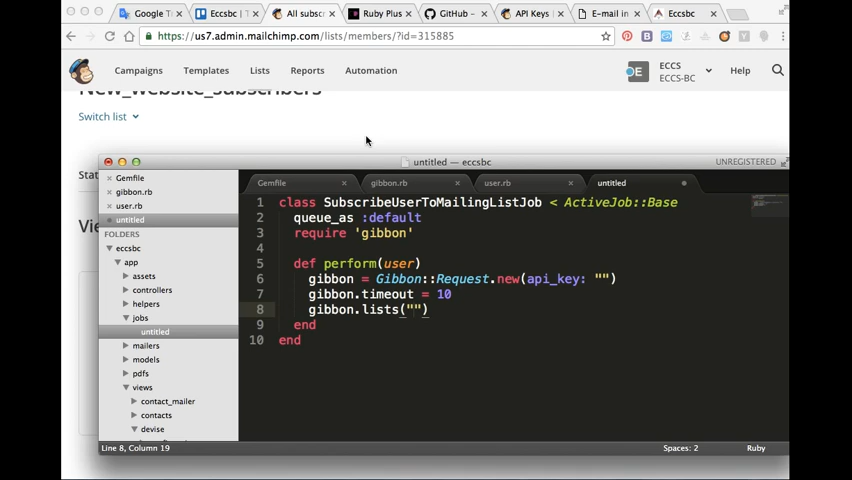 Google T
Eccsbc | T
All subsc
Ruby Plus
GitHub –
API Keys |
E-mail in
Eccsbc
https://us7.admin.mailchimp.com/lists/members/?id=315885
Campaigns Templates Lists Reports Automation
ECCS
ECCS-BC
Help
New_website_subscribers
Switch list
Stat
Vi
untitled — eccsbc
UNREGISTERED
Gemfile
gibbon.rb
user.rb
untitled
FOLDERS
eccsbc
app
assets
controllers
helpers
jobs
untitled
mailers
models
pdfs
views
contact_mailer
contacts
devise
Gemfile gibbon.rb user.rb untitled
1 class SubscribeUserToMailingListJob < ActiveJob::Base
2 queue_as :default
3 require 'gibbon'
4
5 def perform(user)
6 gibbon = Gibbon::Request.new(api_key: "")
7 gibbon.timeout = 10
8 gibbon.lists("")
9 end
10 end
Line 8, Column 19
Spaces: 2
Ruby